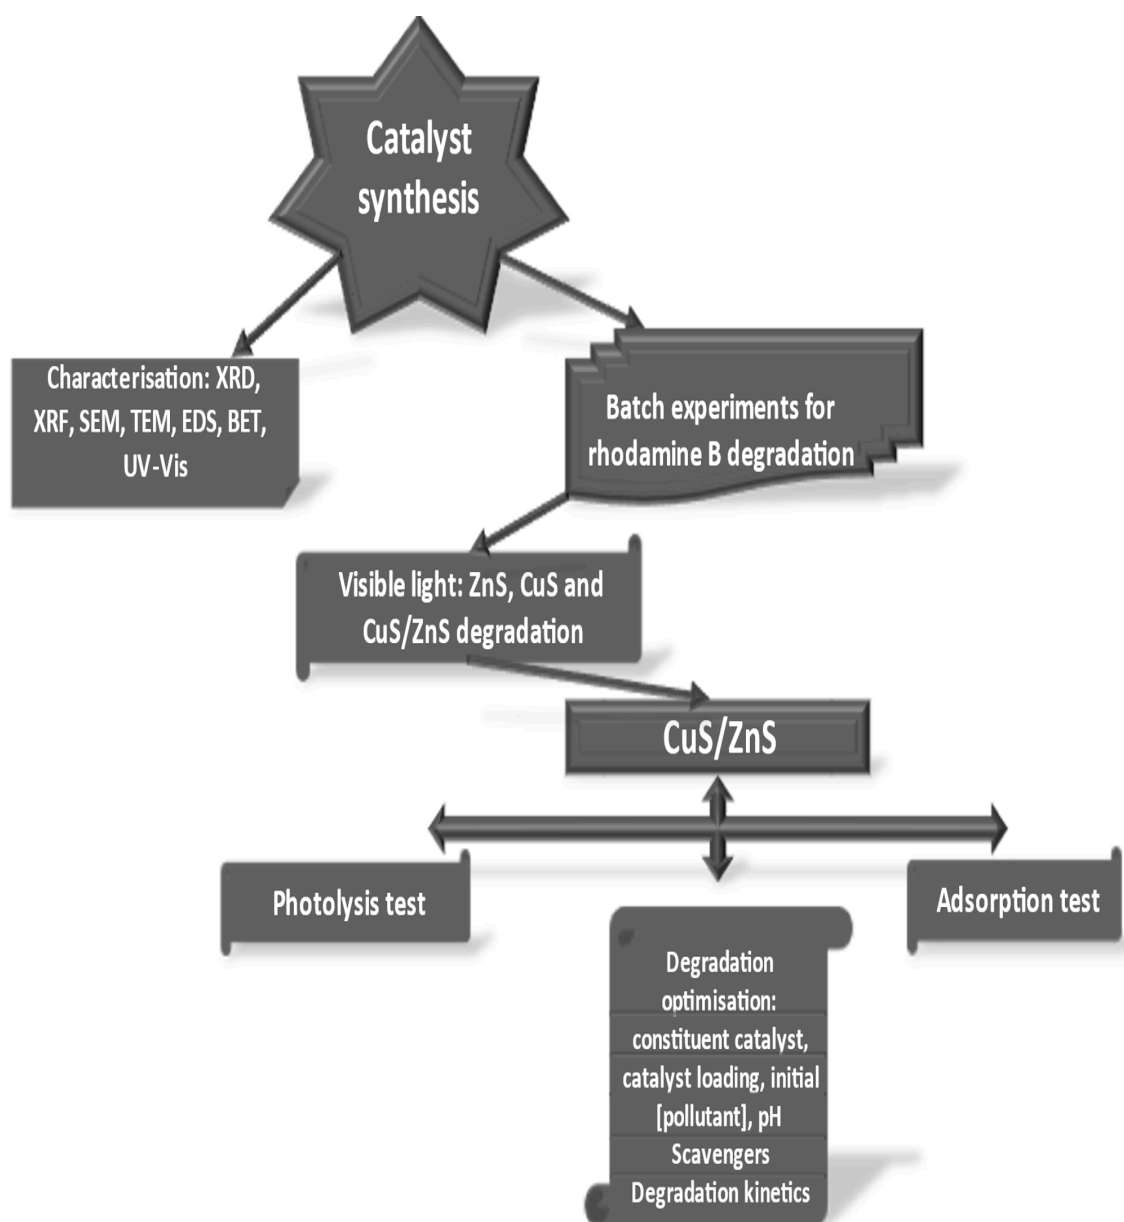 Catalyst
synthesis
Characterisation: XRD,
XRF, SEM, TEM, EDS, BET,
UV-Vis
Batch experiments for
rhodamine B degradation
Visible light: ZnS, CuS and
CuS/ZnS degradation
CuS/ZnS
Photolysis test
Adsorption test
Degradation
optimisation:
constituent catalyst,
catalyst loading, initial
[pollutant], pH
Scavengers
Degradation kinetics